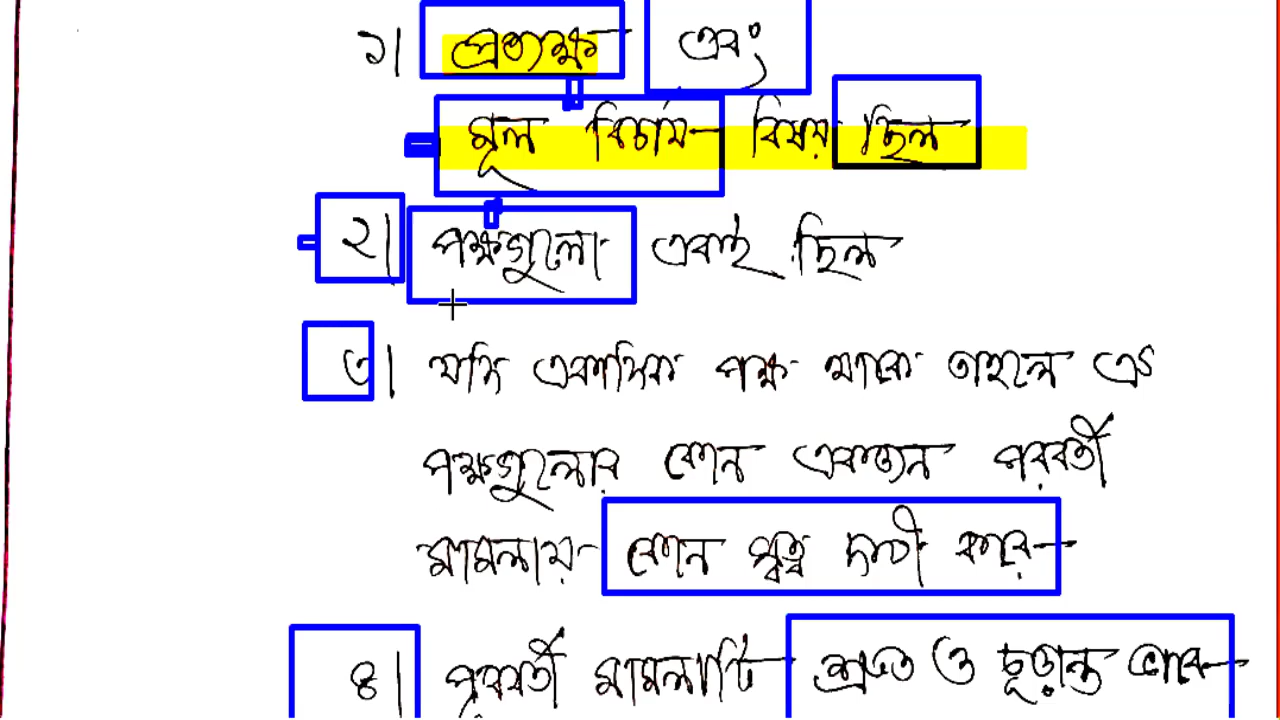 ১। প্রত্যক্ষ এবং
মূল বিচার্য বিষয় ছিল
২। পক্ষগুলো একই ছিল
৩। যদি একাধিক পক্ষ থাকে তাহলে ঐ
পক্ষগুলোর কোন একজন পরবর্তী
মামলায় কোন স্বত্ব দাবী করে
৪। পূর্ববর্তী মামলাটি শ্রুত ও চূড়ান্ত ভাবে